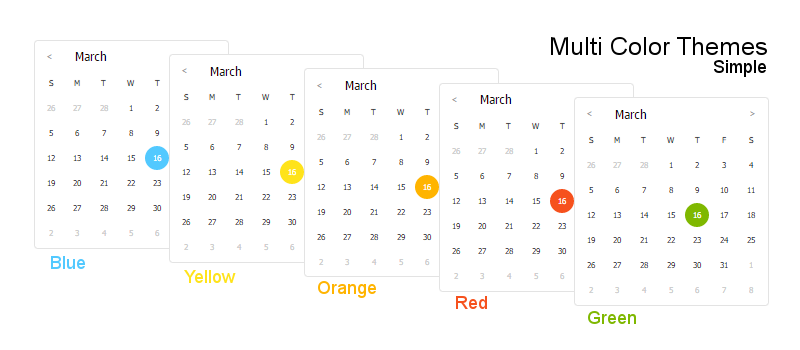 Multi Color Themes
Simple
< March
S M T W T
26 27 28 1 2
5 6 7 8 9
12 13 14 15 16
19 20 21 22 23
26 27 28 29 30
2 3 4 5 6
Blue
< March
S M T W T
26 27 28 1 2
5 6 7 8 9
12 13 14 15 16
19 20 21 22 23
26 27 28 29 30
2 3 4 5 6
Yellow
< March
S M T W T
26 27 28 1 2
5 6 7 8 9
12 13 14 15 16
19 20 21 22 23
26 27 28 29 30
2 3 4 5 6
Orange
< March
S M T W T
26 27 28 1 2
5 6 7 8 9
12 13 14 15 16
19 20 21 22 23
26 27 28 29 30
2 3 4 5 6
Red
< March >
S M T W T F S
26 27 28 1 2 3 4
5 6 7 8 9 10 11
12 13 14 15 16 17 18
19 20 21 22 23 24 25
26 27 28 29 30 31 1
2 3 4 5 6 7 8
Green